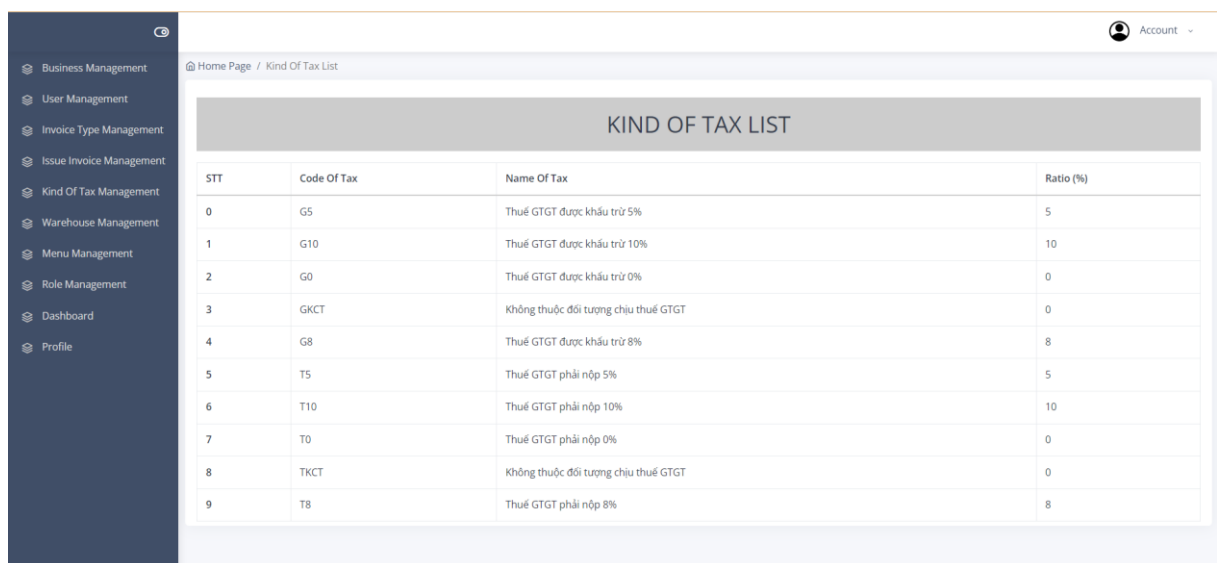 Account
Business Management
User Management
Invoice Type Management
Issue Invoice Management
Kind Of Tax Management
Warehouse Management
Menu Management
Role Management
Dashboard
Profile
Home Page / Kind Of Tax List
KIND OF TAX LIST
STT Code Of Tax Name Of Tax Ratio (%)
0 G5 Thuế GTGT được khấu trừ 5% 5
1 G10 Thuế GTGT được khấu trừ 10% 10
2 G0 Thuế GTGT được khấu trừ 0% 0
3 GKCT Không thuộc đối tượng chịu thuế GTGT 0
4 G8 Thuế GTGT được khấu trừ 8% 8
5 T5 Thuế GTGT phải nộp 5% 5
6 T10 Thuế GTGT phải nộp 10% 10
7 T0 Thuế GTGT phải nộp 0% 0
8 TKCT Không thuộc đối tượng chịu thuế GTGT 0
9 T8 Thuế GTGT phải nộp 8% 8